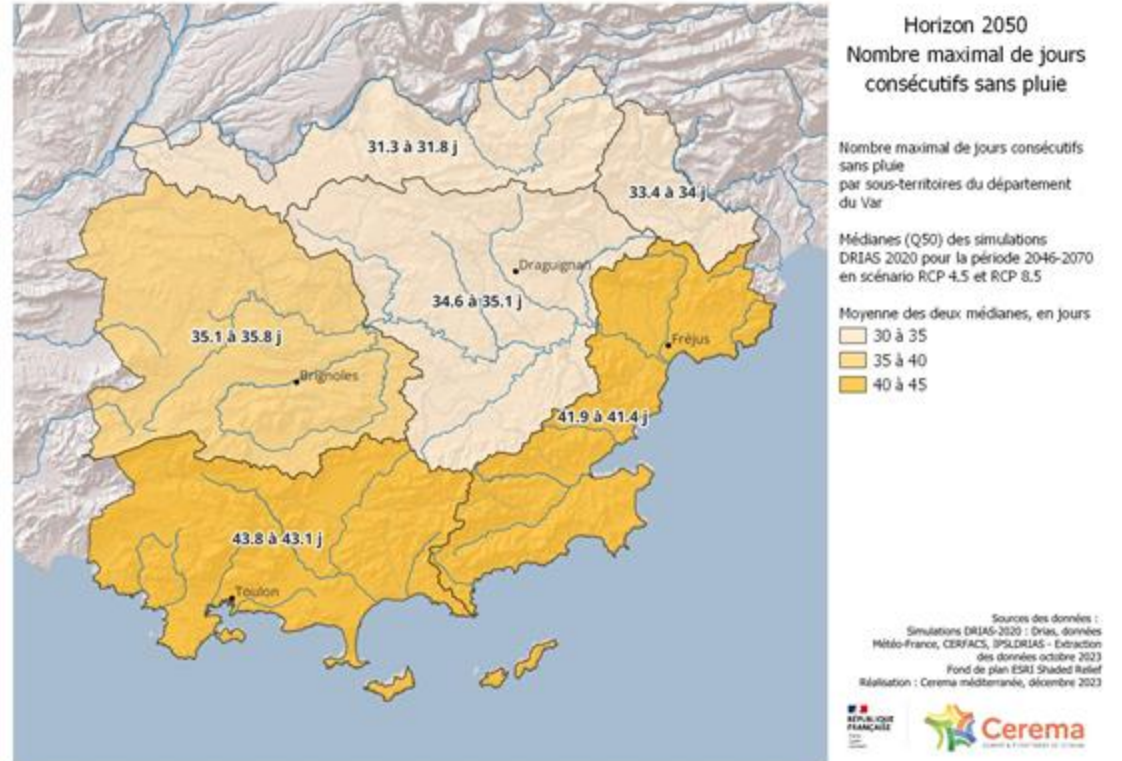 Horizon 2050
Nombre maximal de jours
consécutifs sans pluie
Nombre maximal de jours consécutifs
sans pluie
par sous-territoires du département
du Var
Médianes (Q50) des simulations
DRIAS 2020 pour la période 2046-2070
en scénario RCP 4.5 et RCP 8.5
Moyenne des deux médianes, en jours
30 à 35
35 à 40
40 à 45
31.3 à 31.8 j
33.4 à 34 j
Draguignan
34.6 à 35.1 j
35.1 à 35.8 j
Fréjus
Brignoles
41.9 à 41.4 j
43.8 à 43.1 j
Toulon
Sources des données :
Simulations DRIAS-2020 : Drias, données
Météo-France, CERFACS, IPSLDRIAS - Extraction
des données octobre 2023
Fond de plan ESRI Shaded Relief
Réalisation : Cerema méditerranée, décembre 2023
RÉPUBLIQUE
FRANÇAISE
Cerema